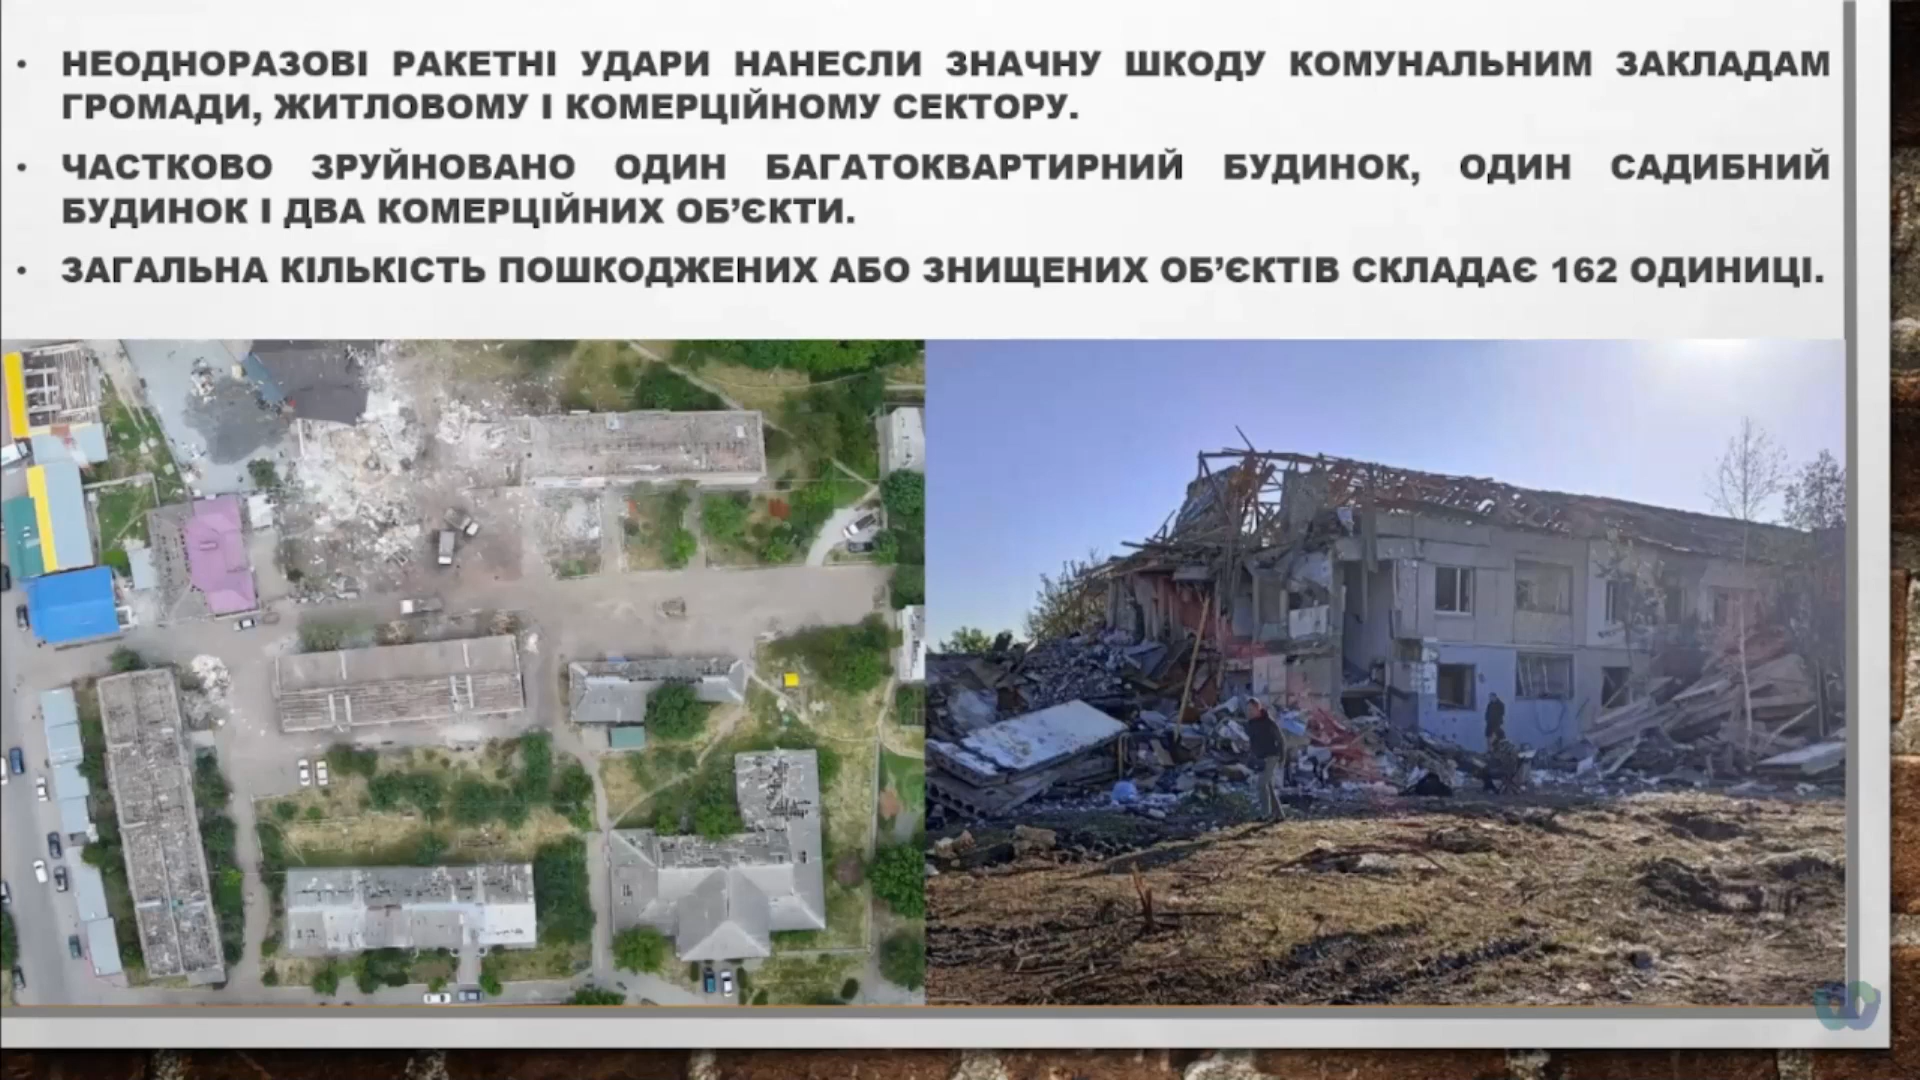 • НЕОДНОРАЗОВІ РАКЕТНІ УДАРИ НАНЕСЛИ ЗНАЧНУ ШКОДУ КОМУНАЛЬНИМ ЗАКЛАДАМ
ГРОМАДИ, ЖИТЛОВОМУ І КОМЕРЦІЙНОМУ СЕКТОРУ.
• ЧАСТКОВО ЗРУЙНОВАНО ОДИН БАГАТОКВАРТИРНИЙ БУДИНОК, ОДИН САДИБНИЙ
БУДИНОК І ДВА КОМЕРЦІЙНИХ ОБ’ЄКТИ.
• ЗАГАЛЬНА КІЛЬКІСТЬ ПОШКОДЖЕНИХ АБО ЗНИЩЕНИХ ОБ’ЄКТІВ СКЛАДАЄ 162 ОДИНИЦІ.